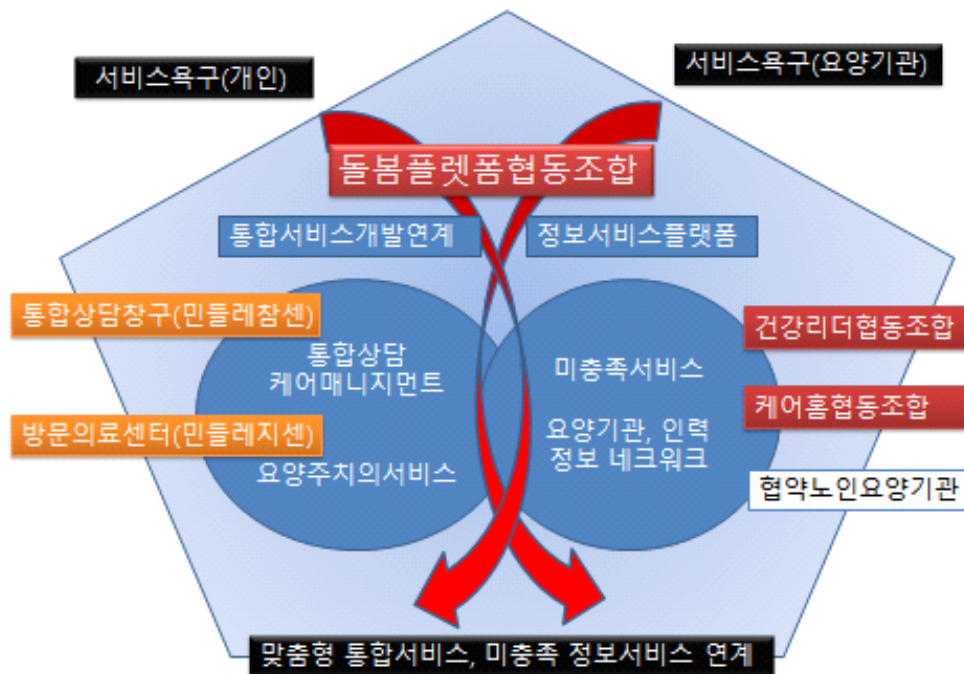 서비스욕구(개인)
서비스욕구(요양기관)
돌봄플렛폼협동조합
통합서비스개발연계
정보서비스플랫폼
통합상담창구(민들레참센)
통합상담
케어매니지먼트
미충족서비스
건강리더협동조합
케어홈협동조합
방문의료센터(민들레지센)
요양주치의서비스
요양기관, 인력
정보 네크워크
협약노인요양기관
맞춤형 통합서비스, 미충족 정보서비스 연계